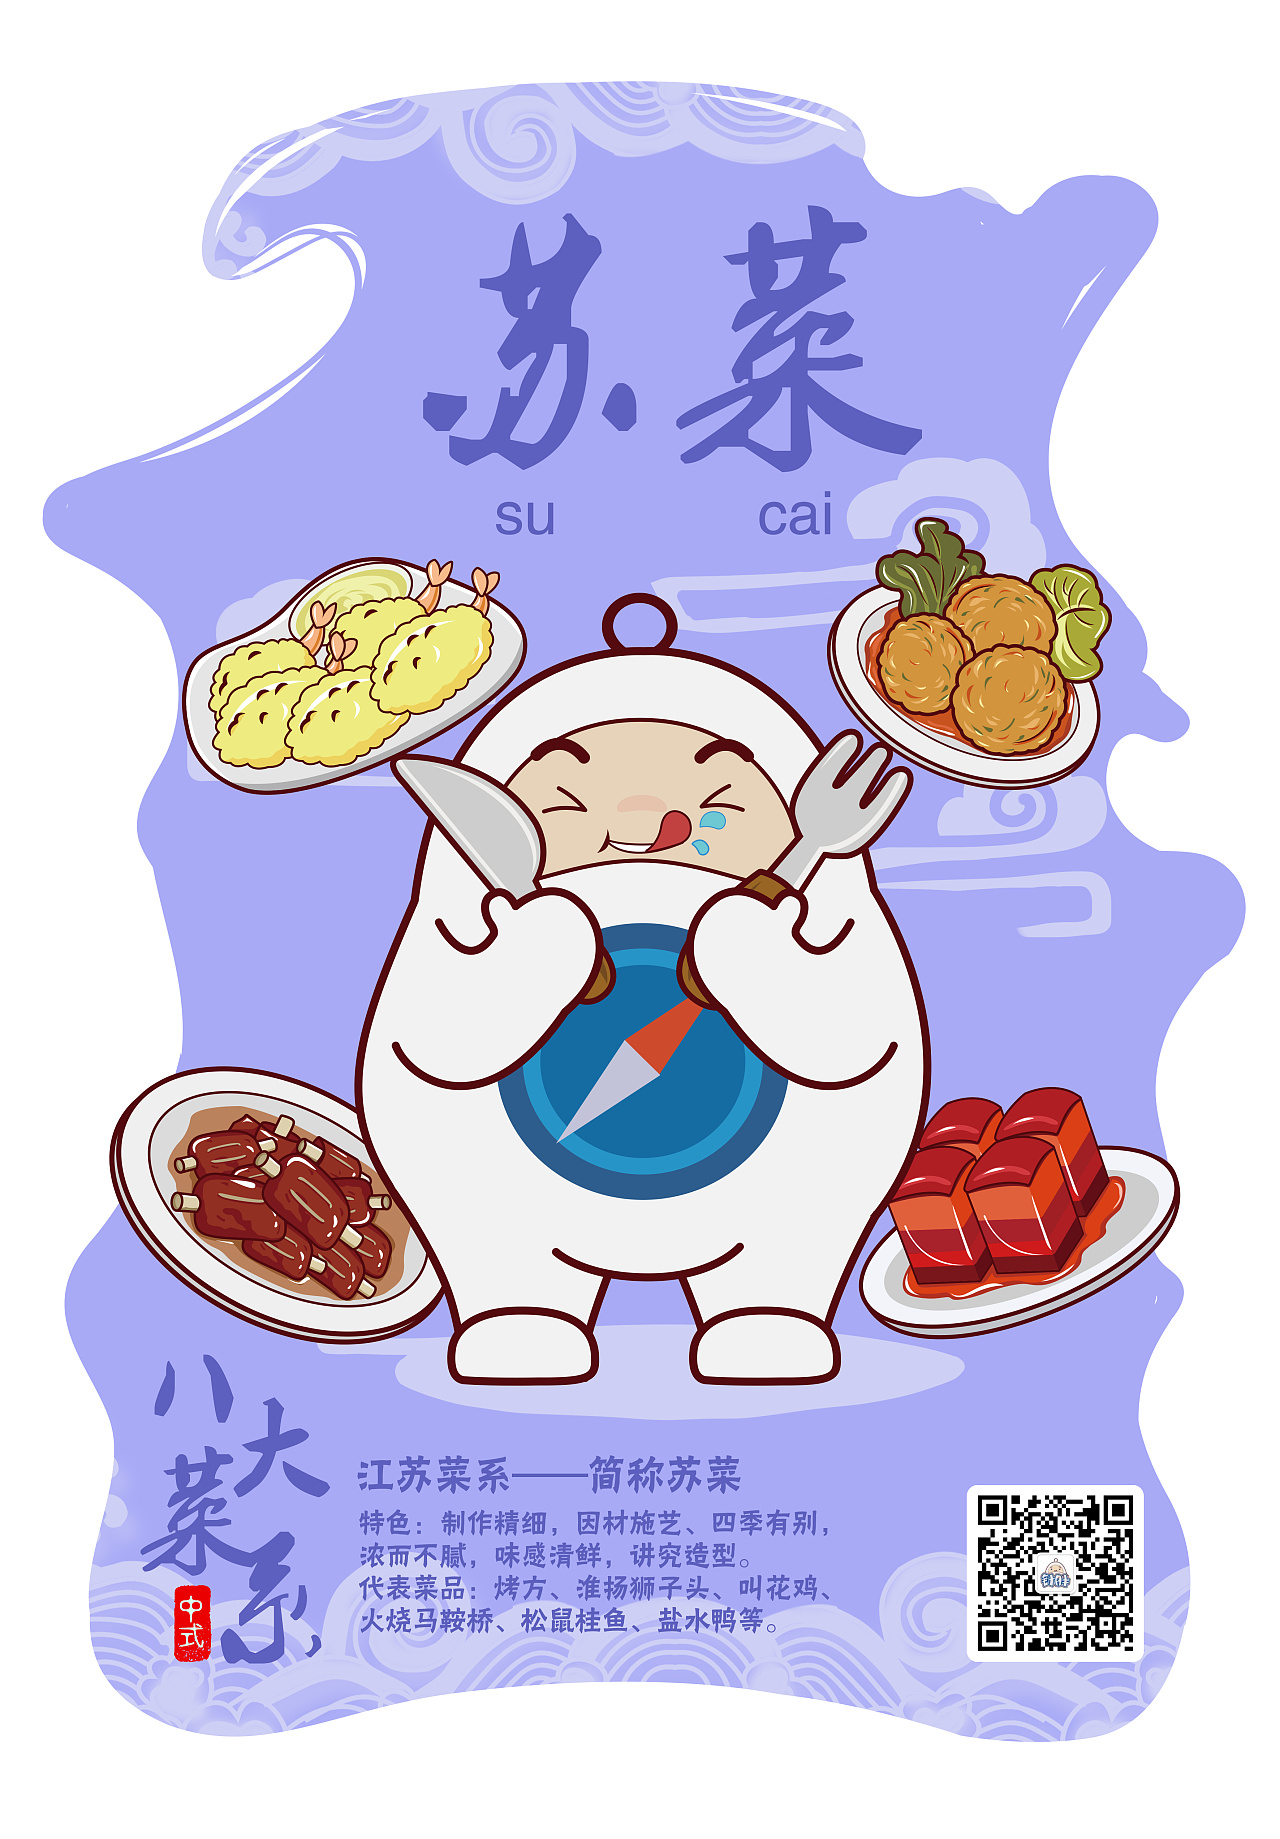 苏菜
su cai
八大菜系
中式
江苏菜系——简称苏菜
特色：制作精细，因材施艺、四季有别，
浓而不腻，味感清鲜，讲究造型。
代表菜品：烤方、淮扬狮子头、叫花鸡、
火烧马鞍桥、松鼠桂鱼、盐水鸭等。